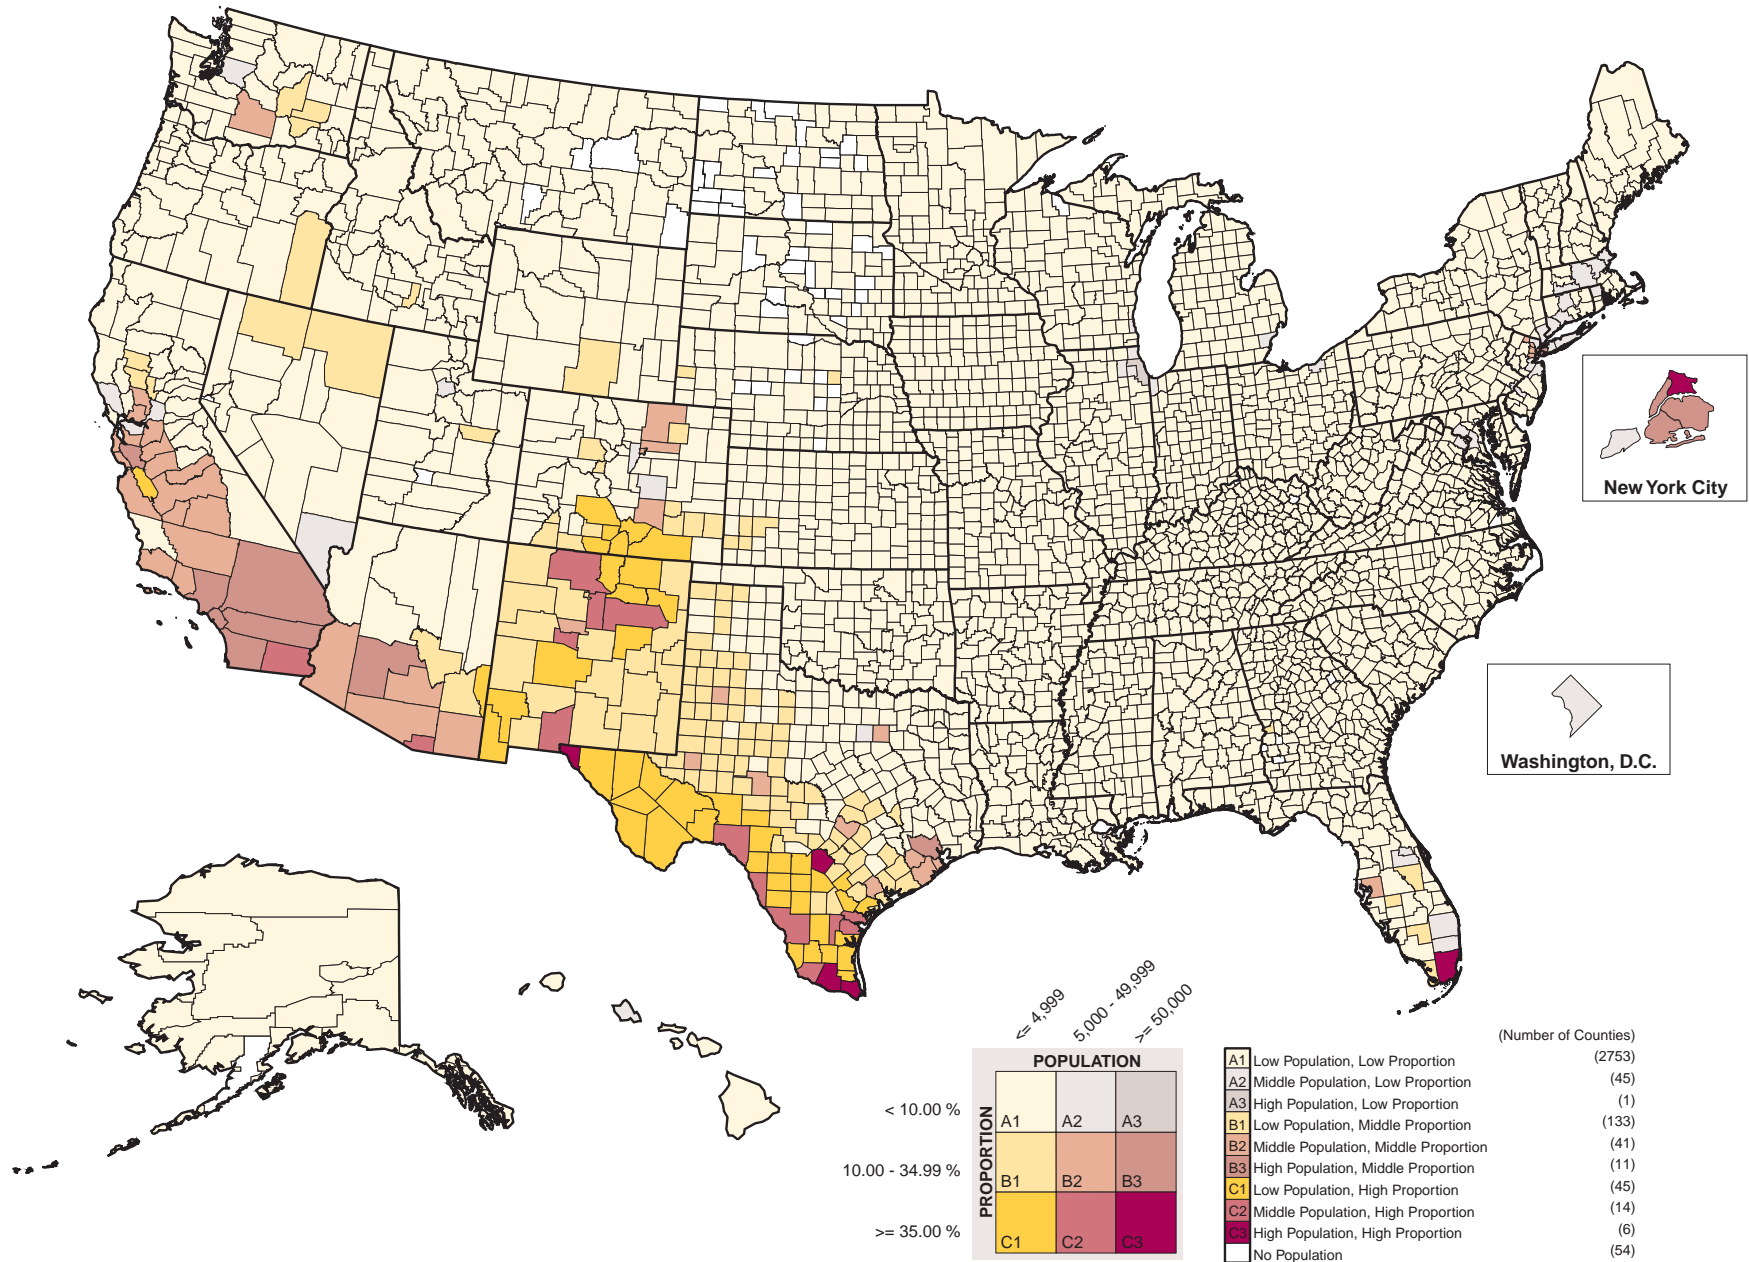 New York City
Washington, D.C.
<= 4,999
5,000 - 49,999
>= 50,000
POPULATION
PROPORTION
< 10.00 %
A1 A2 A3
10.00 - 34.99 %
B1 B2 B3
>= 35.00 %
C1 C2 C3
(Number of Counties)
A1 Low Population, Low Proportion (2753)
A2 Middle Population, Low Proportion (45)
A3 High Population, Low Proportion (1)
B1 Low Population, Middle Proportion (133)
B2 Middle Population, Middle Proportion (41)
B3 High Population, Middle Proportion (11)
C1 Low Population, High Proportion (45)
C2 Middle Population, High Proportion (14)
C3 High Population, High Proportion (6)
No Population (54)